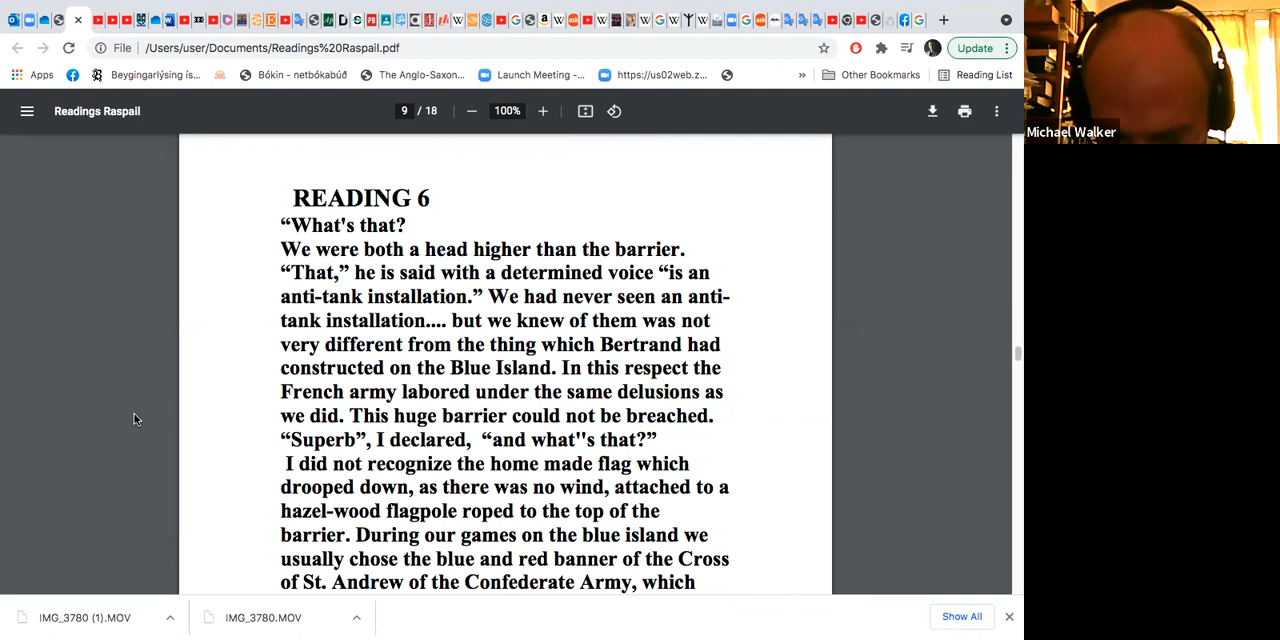 File
/Users/user/Documents/Readings%20Raspail.pdf
Update
Apps
Beygingarlýsing ís...
Bókin - netbókabúð
The Anglo-Saxon...
Launch Meeting -...
https://us02web.z...
»
Other Bookmarks
Reading List
Readings Raspail
9 / 18
100%
Michael Walker
READING 6
“What's that?
We were both a head higher than the barrier.
“That,” he is said with a determined voice “is an
anti-tank installation.” We had never seen an anti-
tank installation.... but we knew of them was not
very different from the thing which Bertrand had
constructed on the Blue Island. In this respect the
French army labored under the same delusions as
we did. This huge barrier could not be breached.
“Superb”, I declared,  “and what"s that?”
I did not recognize the home made flag which
drooped down, as there was no wind, attached to a
hazel-wood flagpole roped to the top of the
barrier. During our games on the blue island we
usually chose the blue and red banner of the Cross
of St. Andrew of the Confederate Army, which
IMG_3780 (1).MOV
IMG_3780.MOV
Show All